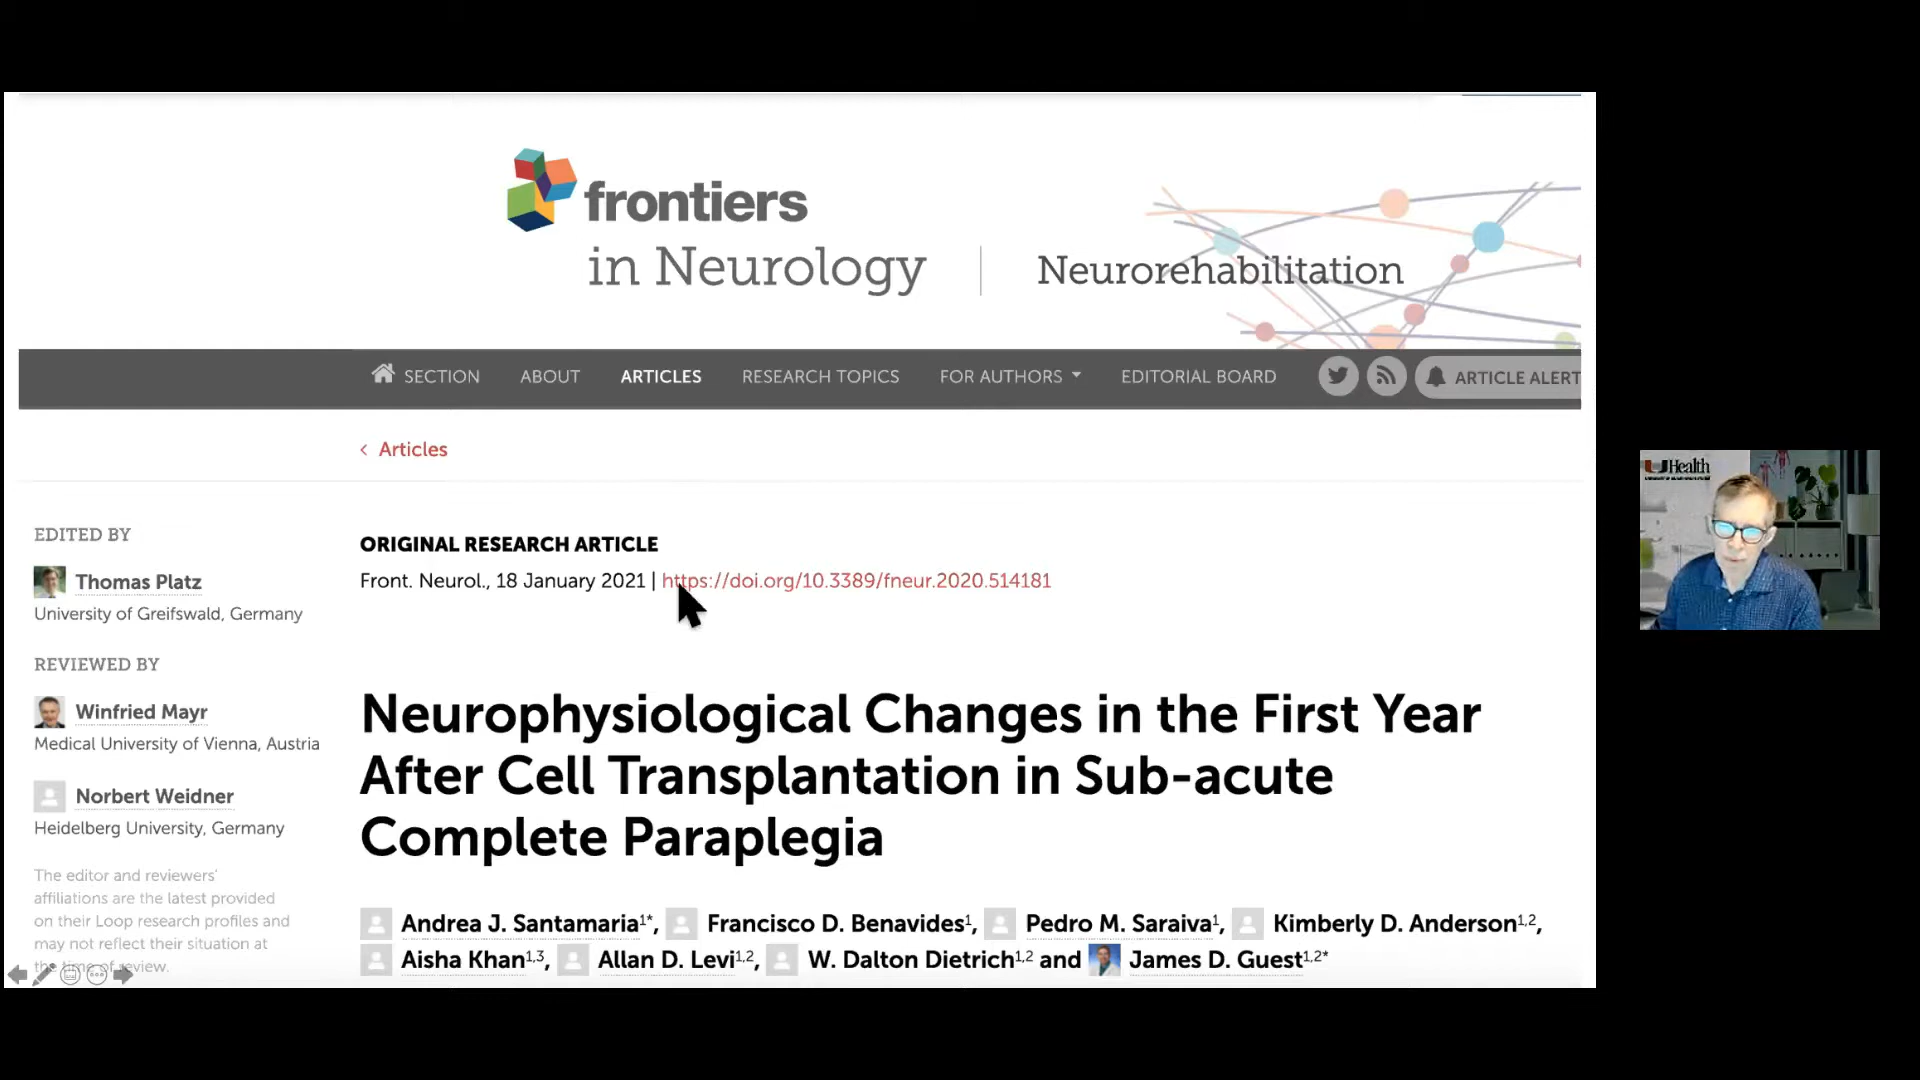 frontiers
in Neurology
Neurorehabilitation
SECTION ABOUT ARTICLES RESEARCH TOPICS FOR AUTHORS EDITORIAL BOARD ARTICLE ALERT
‹ Articles
EDITED BY
Thomas Platz
University of Greifswald, Germany
REVIEWED BY
Winfried Mayr
Medical University of Vienna, Austria
Norbert Weidner
Heidelberg University, Germany
The editor and reviewers'
affiliations are the latest provided
on their Loop research profiles and
may not reflect their situation at
the time of review.
ORIGINAL RESEARCH ARTICLE
Front. Neurol., 18 January 2021 | https://doi.org/10.3389/fneur.2020.514181
Neurophysiological Changes in the First Year
After Cell Transplantation in Sub-acute
Complete Paraplegia
Andrea J. Santamaria1*, Francisco D. Benavides1, Pedro M. Saraiva1, Kimberly D. Anderson1,2,
Aisha Khan1,3, Allan D. Levi1,2, W. Dalton Dietrich1,2 and James D. Guest1,2*
UHealth